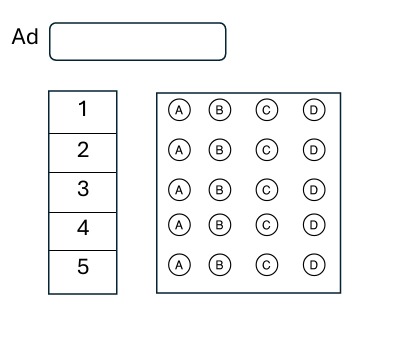 Ad
1 A B C D
2 A B C D
3 A B C D
4 A B C D
5 A B C D